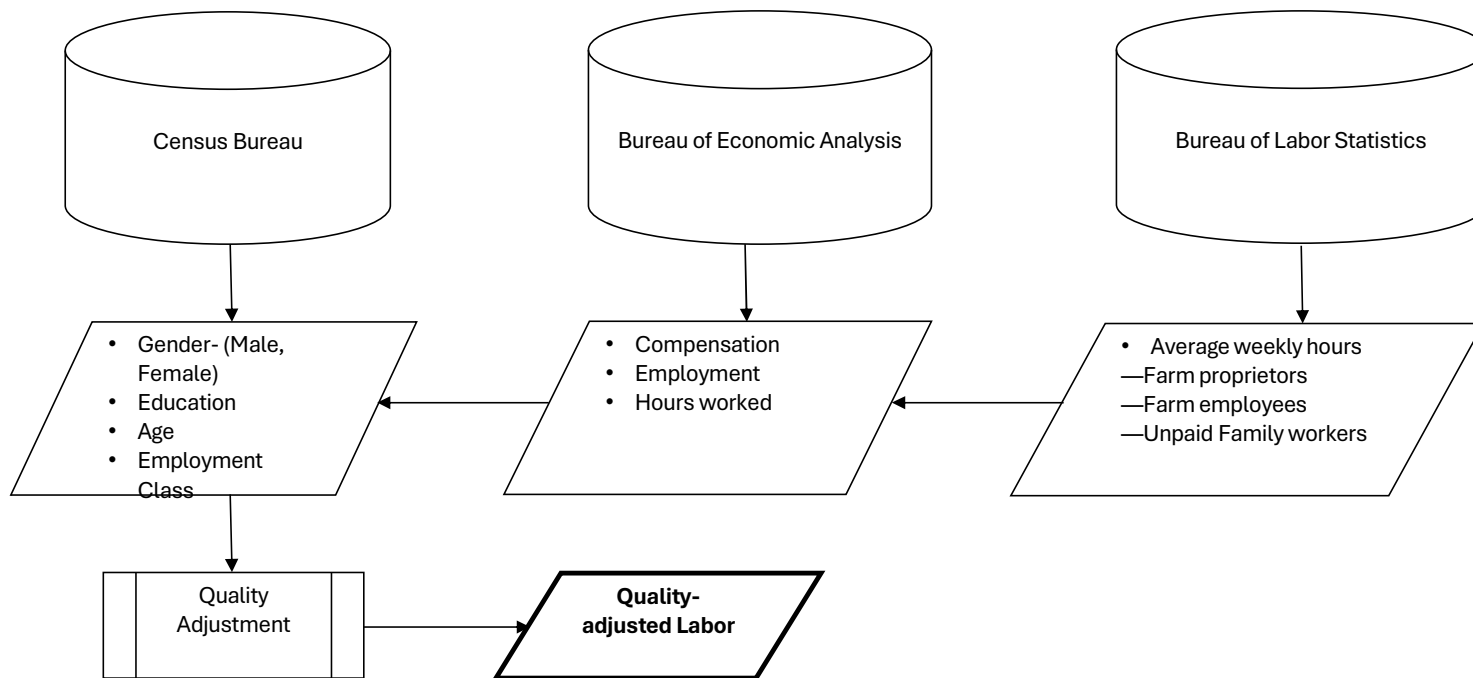 Census Bureau
Bureau of Economic Analysis
Bureau of Labor Statistics
• Gender- (Male,
Female)
• Education
• Age
• Employment
Class
• Compensation
• Employment
• Hours worked
• Average weekly hours
—Farm proprietors
—Farm employees
—Unpaid Family workers
Quality
Adjustment
Quality-
adjusted Labor